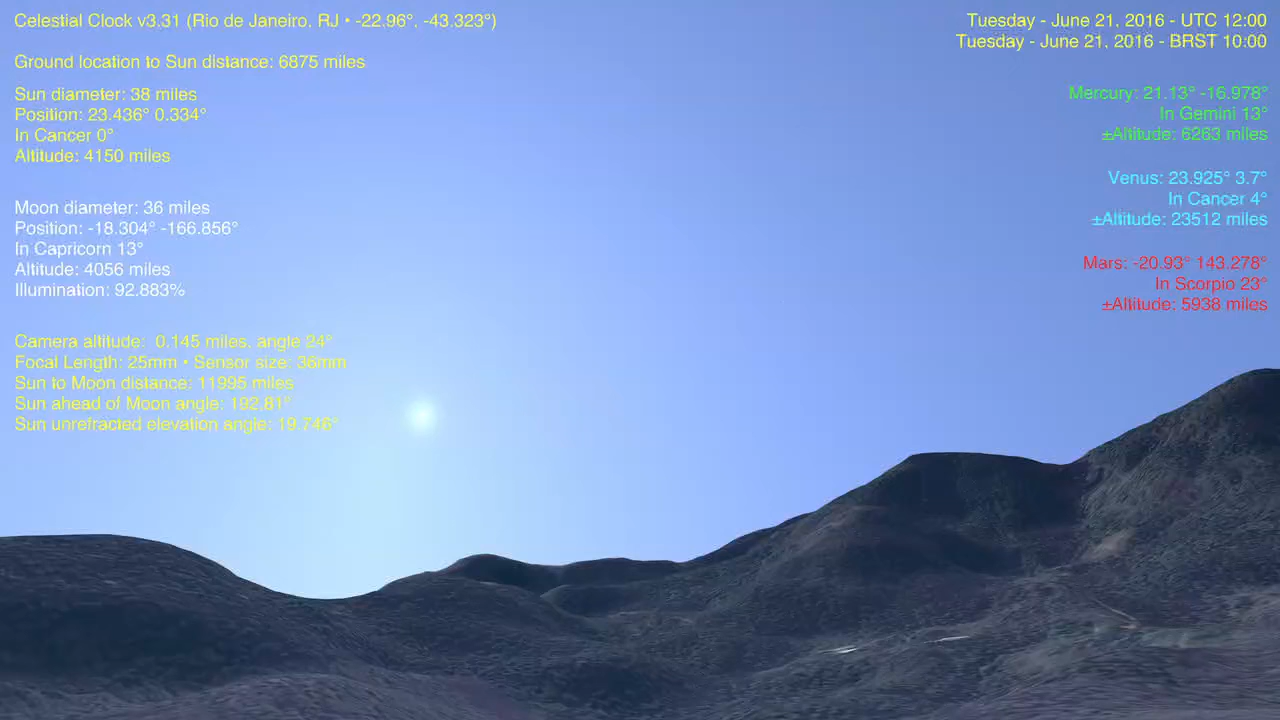 Celestial Clock v3.31 (Rio de Janeiro, RJ • -22.96°, -43.323°)
Ground location to Sun distance: 6875 miles
Sun diameter: 38 miles
Position: 23.436° 0.334°
In Cancer 0°
Altitude: 4150 miles
Moon diameter: 36 miles
Position: -18.304° -166.856°
In Capricorn 13°
Altitude: 4056 miles
Illumination: 92.883%
Camera altitude: 0.145 miles, angle 24°
Focal Length: 25mm • Sensor size: 36mm
Sun to Moon distance: 11995 miles
Sun ahead of Moon angle: 192.81°
Sun unrefracted elevation angle: 19.746°
Tuesday - June 21, 2016 - UTC 12:00
Tuesday - June 21, 2016 - BRST 10:00
Mercury: 21.13° -16.978°
In Gemini 13°
±Altitude: 6263 miles
Venus: 23.925° 3.7°
In Cancer 4°
±Altitude: 23512 miles
Mars: -20.93° 143.278°
In Scorpio 23°
±Altitude: 5938 miles